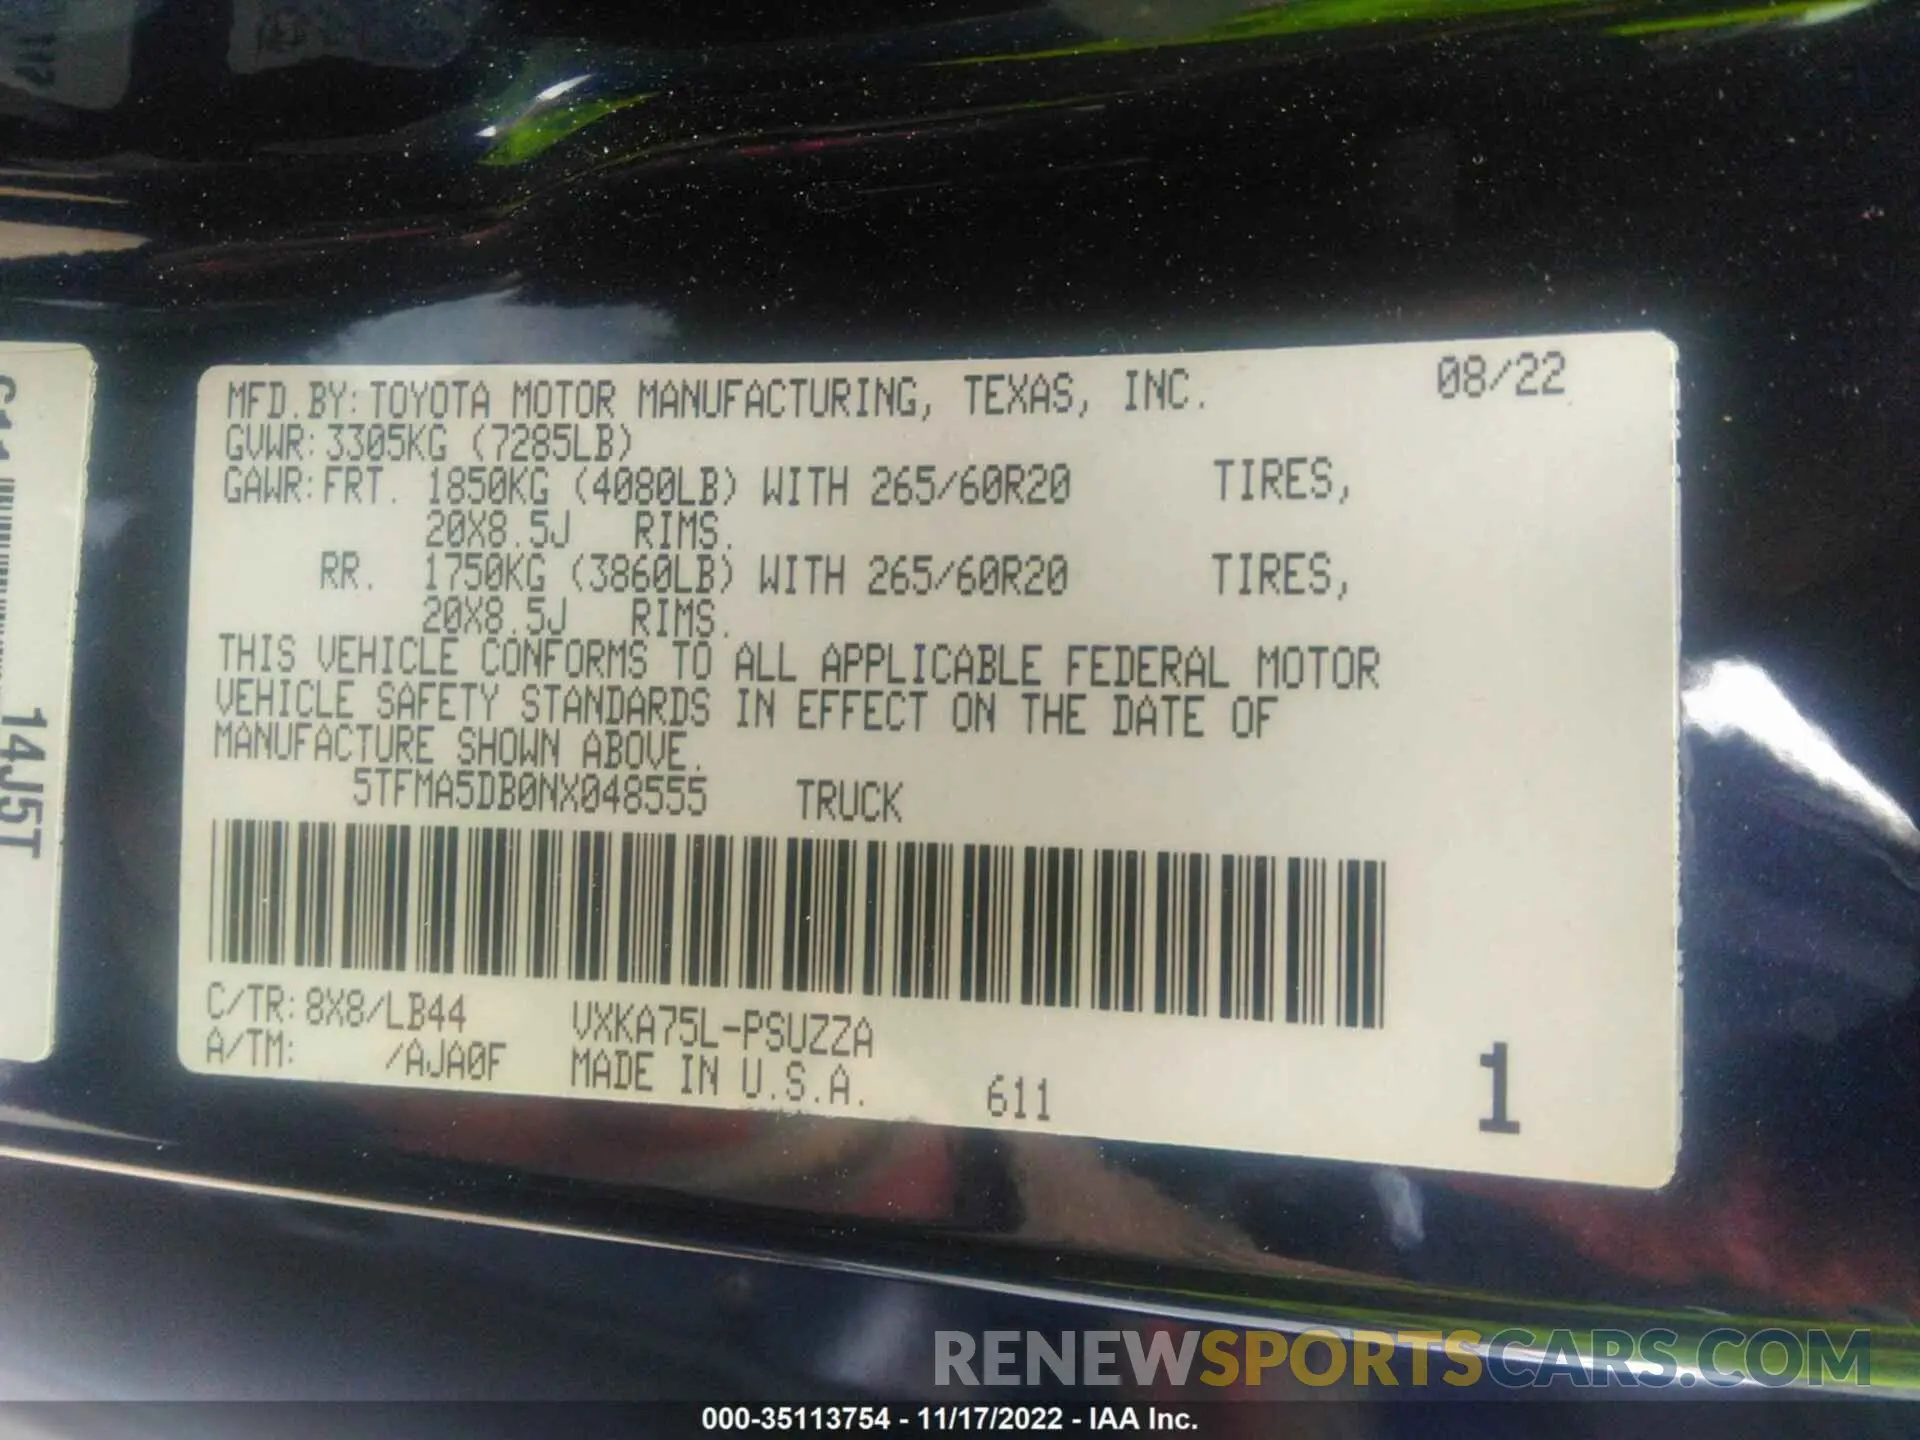 MFD.BY:TOYOTA MOTOR MANUFACTURING, TEXAS, INC. 08/22
GVWR:3305KG (7285LB)
GAWR:FRT. 1850KG (4080LB) WITH 265/60R20 TIRES,
20X8.5J RIMS.
RR. 1750KG (3860LB) WITH 265/60R20 TIRES,
20X8.5J RIMS.
THIS VEHICLE CONFORMS TO ALL APPLICABLE FEDERAL MOTOR
VEHICLE SAFETY STANDARDS IN EFFECT ON THE DATE OF
MANUFACTURE SHOWN ABOVE.
5TFMA5DB0NX048555 TRUCK
C/TR:8X8/LB44 VXKA75L-PSUZZA
A/TM: /AJA0F MADE IN U.S.A. 611 1
14J5T
RENEWSPORTSCARS.COM
000-35113754 - 11/17/2022 - IAA Inc.